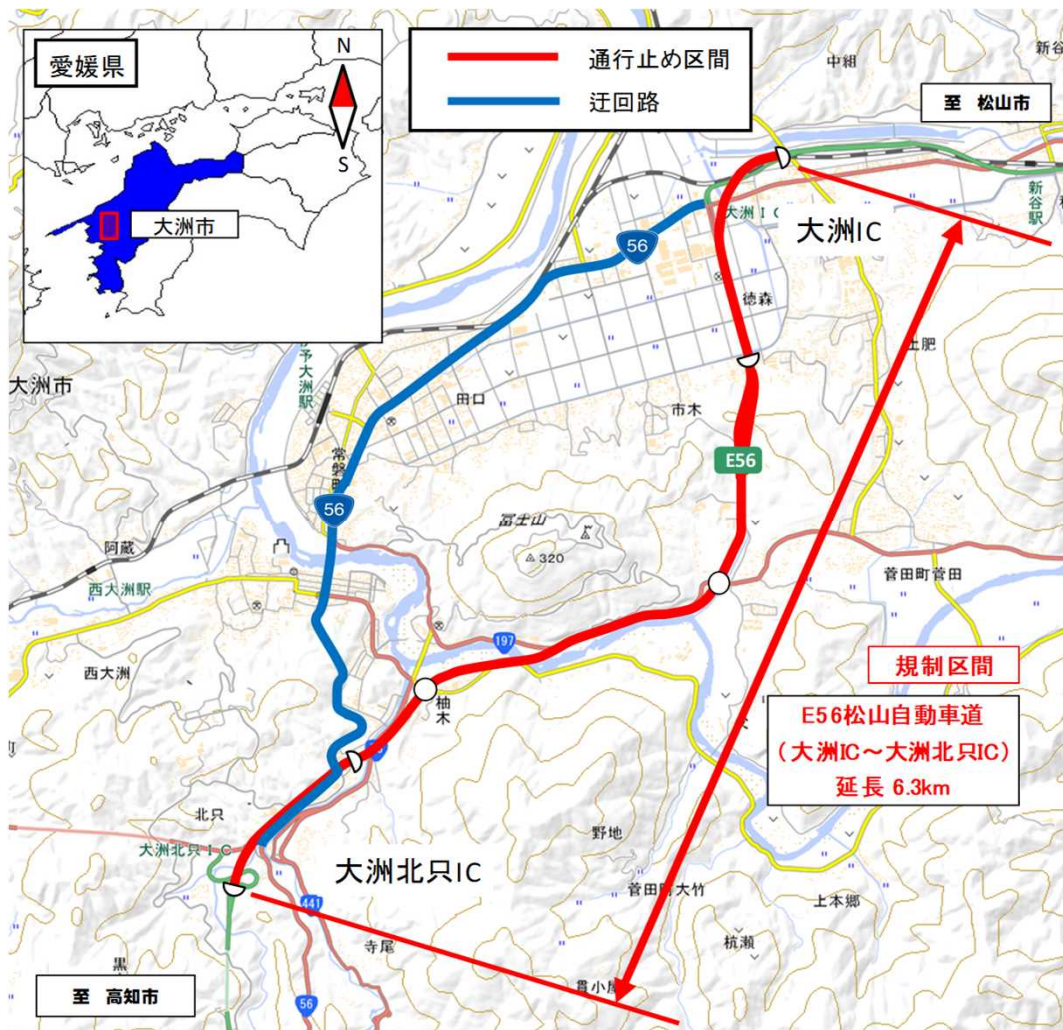 愛媛県
N
S
大洲市
通行止め区間
迂回路
中組
新谷
至 松山市
新谷駅
大洲IC
大洲IC
56
徳森
土肥
大洲市
伊予大洲駅
田口
市木
E56
常磐町
56
冨士山
320
阿蔵
西大洲駅
菅田町菅田
197
西大洲
柚木
規制区間
E56松山自動車道
(大洲IC～大洲北只IC)
延長 6.3km
北只
大洲北只IC
大洲北只IC
野地
菅田町大竹
上本郷
441
寺尾
杭瀬
貫小屋
至 高知市
56